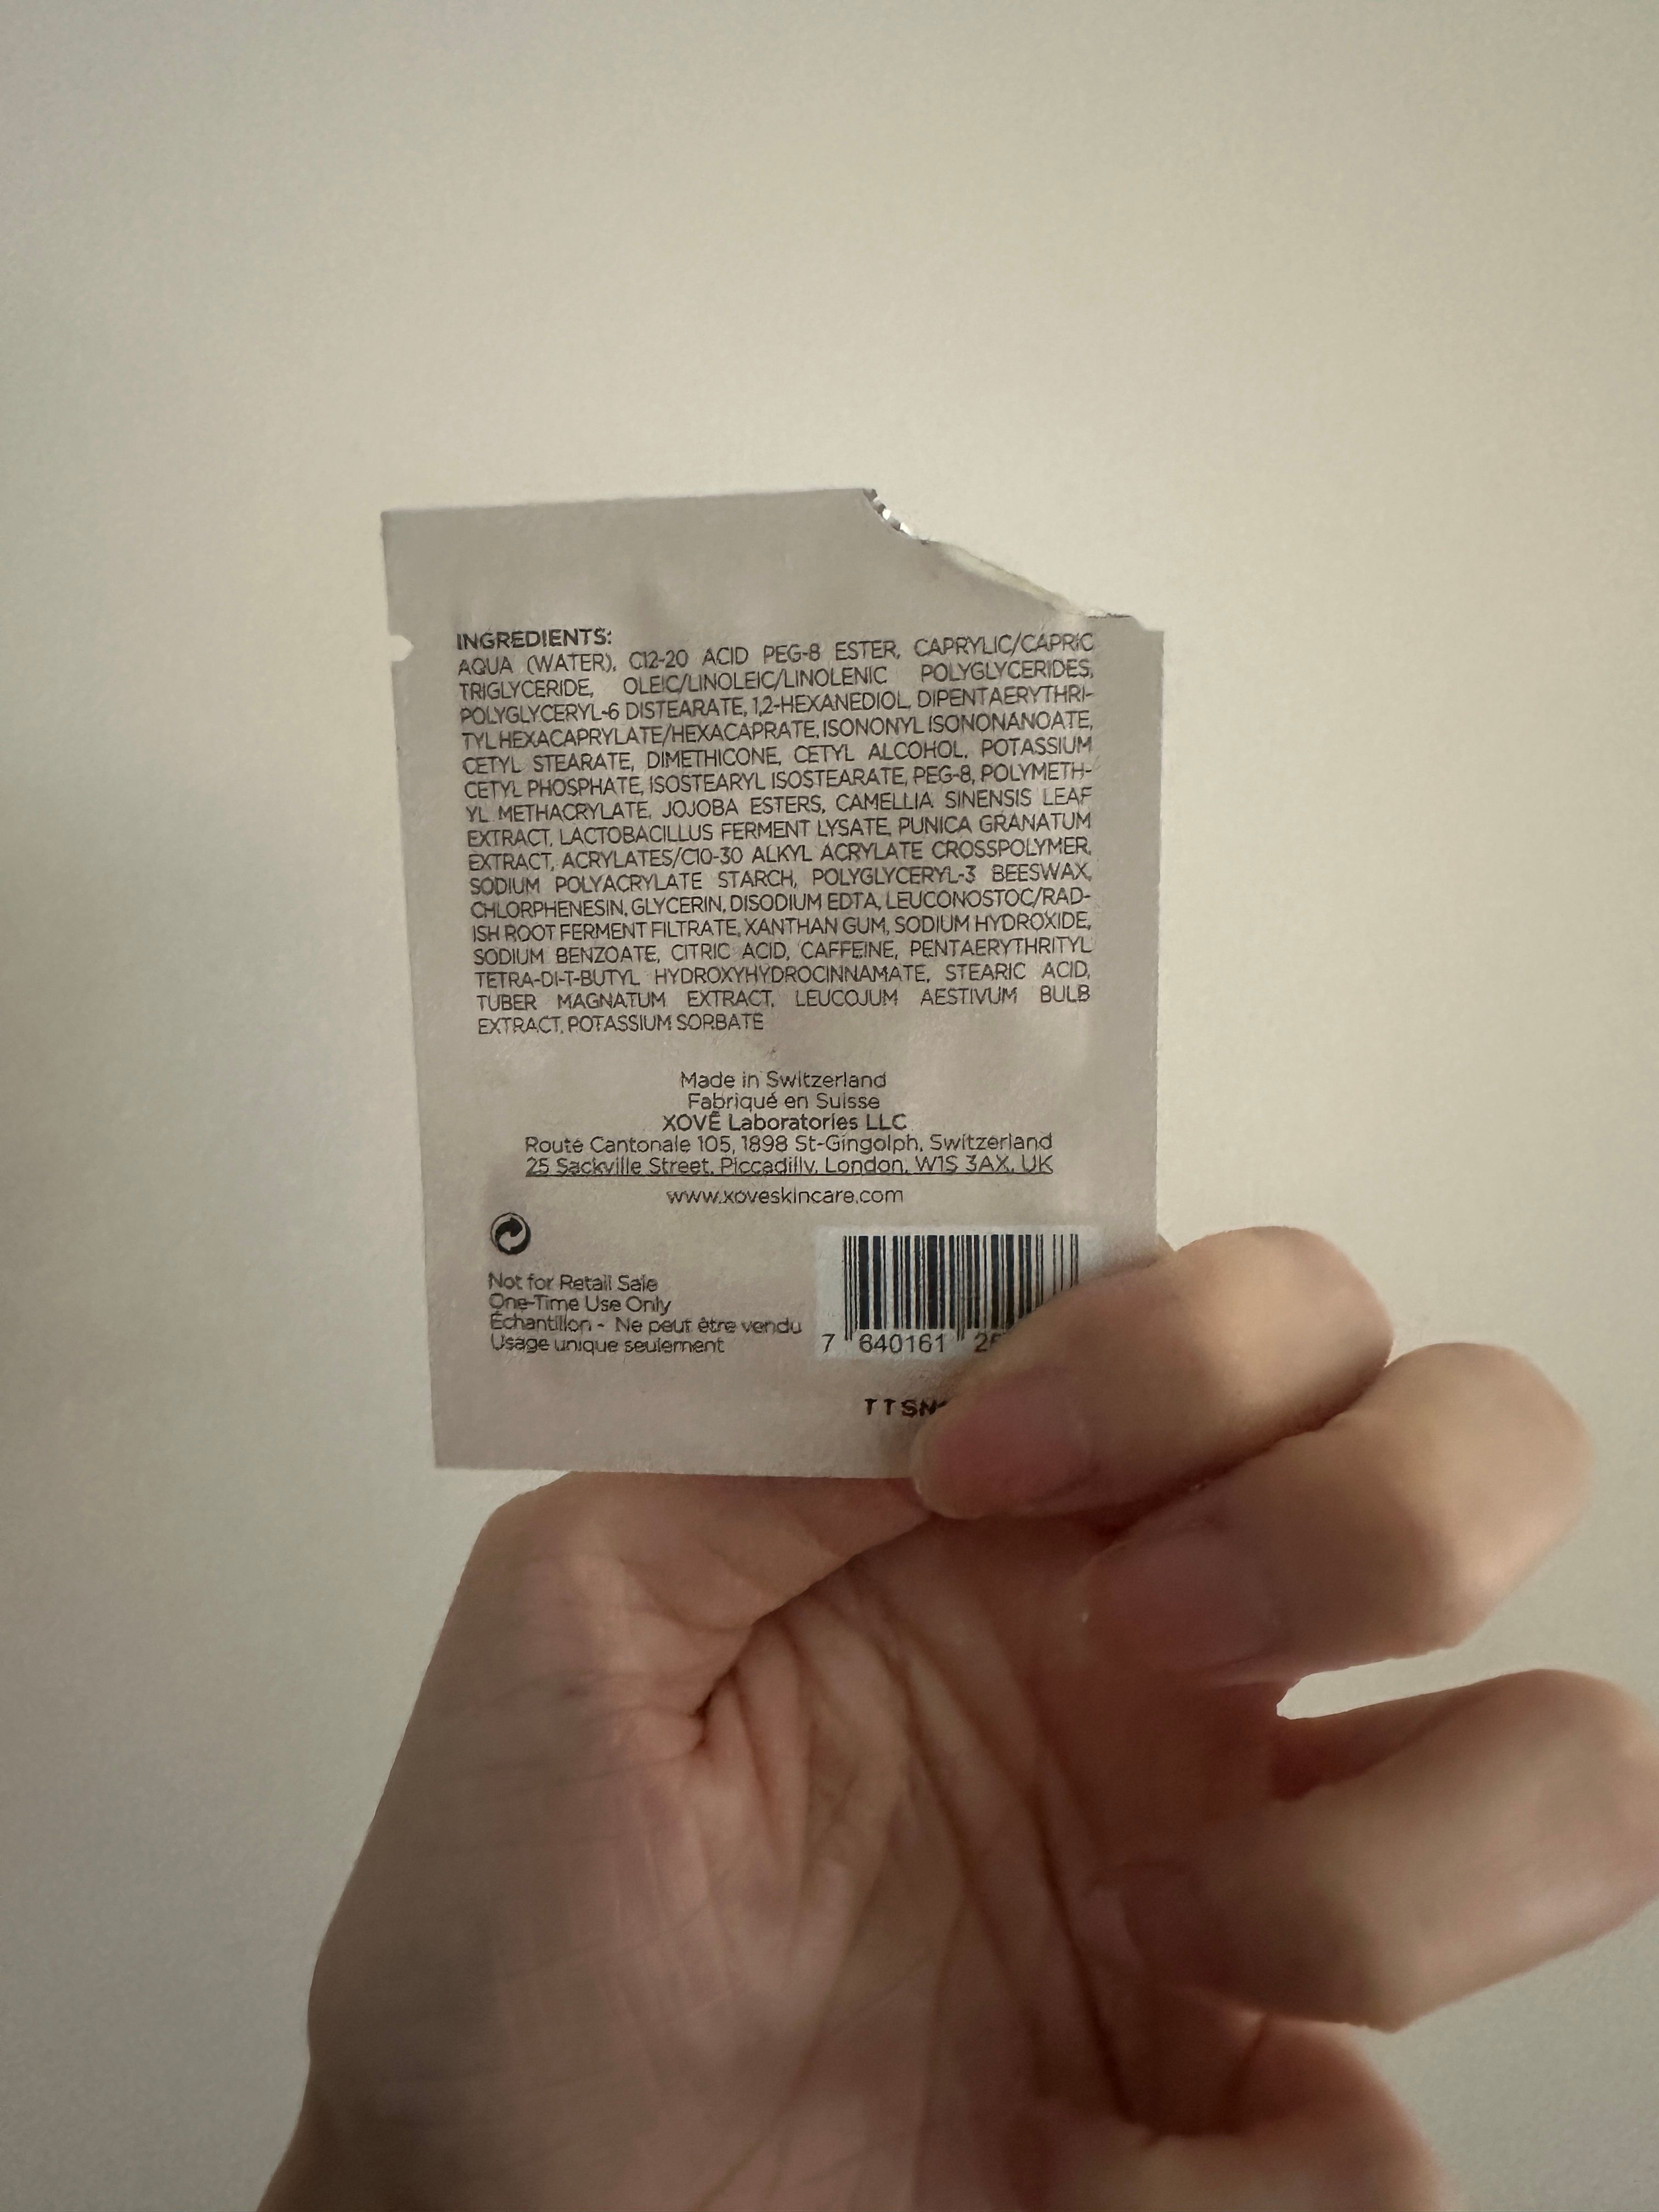 INGREDIENTS:
AQUA (WATER), C12-20 ACID PEG-8 ESTER, CAPRYLIC/CAPRIC
TRIGLYCERIDE, OLEIC/LINOLEIC/LINOLENIC POLYGLYCERIDES,
POLYGLYCERYL-6 DISTEARATE, 1,2-HEXANEDIOL, DIPENTAERYTHRI-
TYL HEXACAPRYLATE/HEXACAPRATE, ISONONYL ISONONANOATE,
CETYL STEARATE, DIMETHICONE, CETYL ALCOHOL, POTASSIUM
CETYL PHOSPHATE, ISOSTEARYL ISOSTEARATE, PEG-8, POLYMETH-
YL METHACRYLATE, JOJOBA ESTERS, CAMELLIA SINENSIS LEAF
EXTRACT, LACTOBACILLUS FERMENT LYSATE, PUNICA GRANATUM
EXTRACT, ACRYLATES/C10-30 ALKYL ACRYLATE CROSSPOLYMER,
SODIUM POLYACRYLATE STARCH, POLYGLYCERYL-3 BEESWAX,
CHLORPHENESIN, GLYCERIN, DISODIUM EDTA, LEUCONOSTOC/RAD-
ISH ROOT FERMENT FILTRATE, XANTHAN GUM, SODIUM HYDROXIDE,
SODIUM BENZOATE, CITRIC ACID, CAFFEINE, PENTAERYTHRITYL
TETRA-DI-T-BUTYL HYDROXYHYDROCINNAMATE, STEARIC ACID,
TUBER MAGNATUM EXTRACT, LEUCOJUM AESTIVUM BULB
EXTRACT, POTASSIUM SORBATE
Made in Switzerland
Fabriqué en Suisse
XOVĒ Laboratories LLC
Route Cantonale 105, 1898 St-Gingolph, Switzerland
25 Sackville Street, Piccadilly, London, W1S 3AX, UK
www.xoveskincare.com
Not for Retail Sale
One-Time Use Only
Échantillon - Ne peut être vendu
Usage unique seulement
7 640161